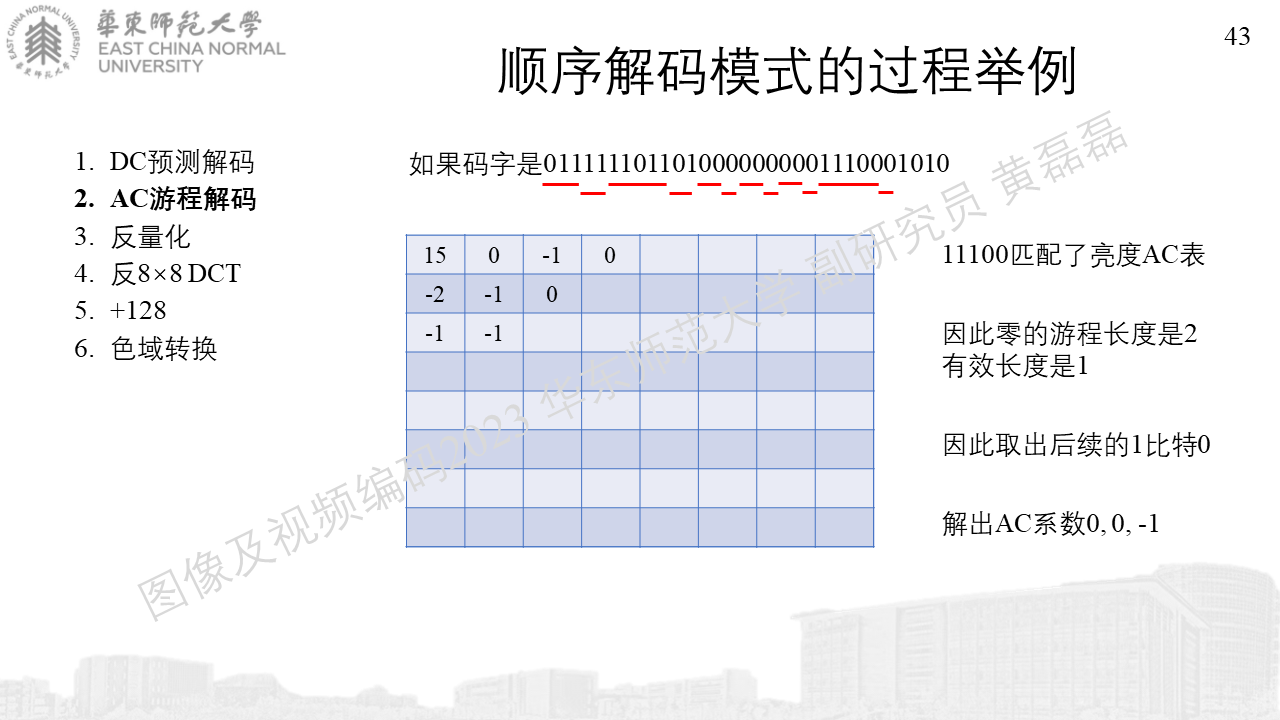 華東師範大學
EAST CHINA NORMAL
UNIVERSITY
43
顺序解码模式的过程举例
1. DC预测解码
2. AC游程解码
3. 反量化
4. 反8×8 DCT
5. +128
6. 色域转换
如果码字是0111111011010000000001110001010
15 0 -1 0
-2 -1 0
-1 -1
11100匹配了亮度AC表
因此零的游程长度是2
有效长度是1
因此取出后续的1比特0
解出AC系数0, 0, -1
图像及视频编码2023 华东师范大学 副研究员 黄磊磊